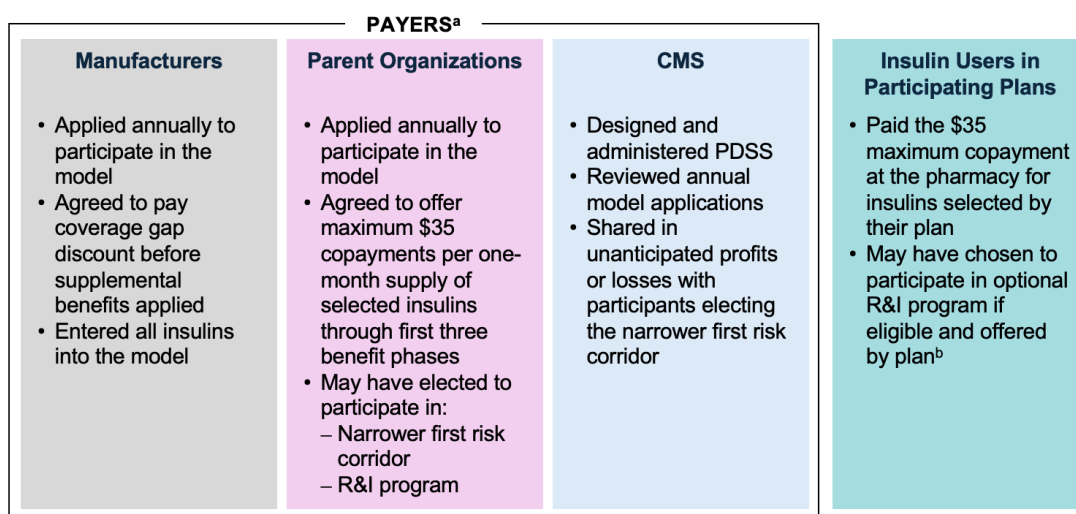 PAYERSᵃ
Manufacturers
• Applied annually to
participate in the
model
• Agreed to pay
coverage gap
discount before
supplemental
benefits applied
• Entered all insulins
into the model
Parent Organizations
• Applied annually to
participate in the
model
• Agreed to offer
maximum $35
copayments per one-
month supply of
selected insulins
through first three
benefit phases
• May have elected to
participate in:
– Narrower first risk
corridor
– R&I program
CMS
• Designed and
administered PDSS
• Reviewed annual
model applications
• Shared in
unanticipated profits
or losses with
participants electing
the narrower first risk
corridor
Insulin Users in
Participating Plans
• Paid the $35
maximum copayment
at the pharmacy for
insulins selected by
their plan
• May have chosen to
participate in optional
R&I program if
eligible and offered
by planᵇ